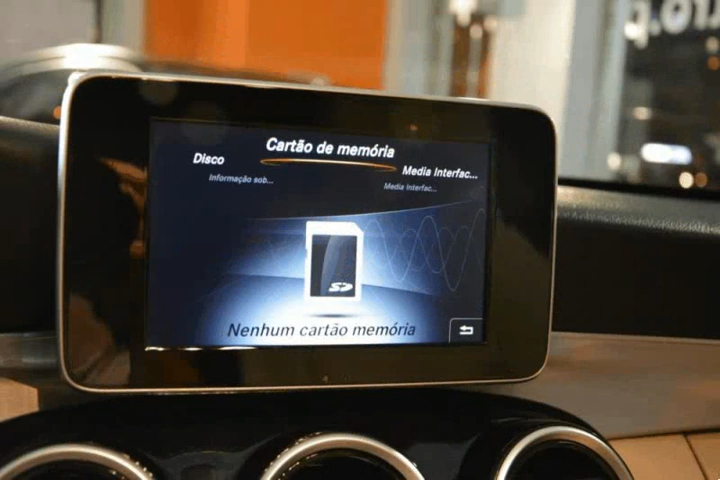 Cartão de memória
Disco
Media Interfac...
Informação sob...
Media Interfac...
SD
Nenhum cartão memória